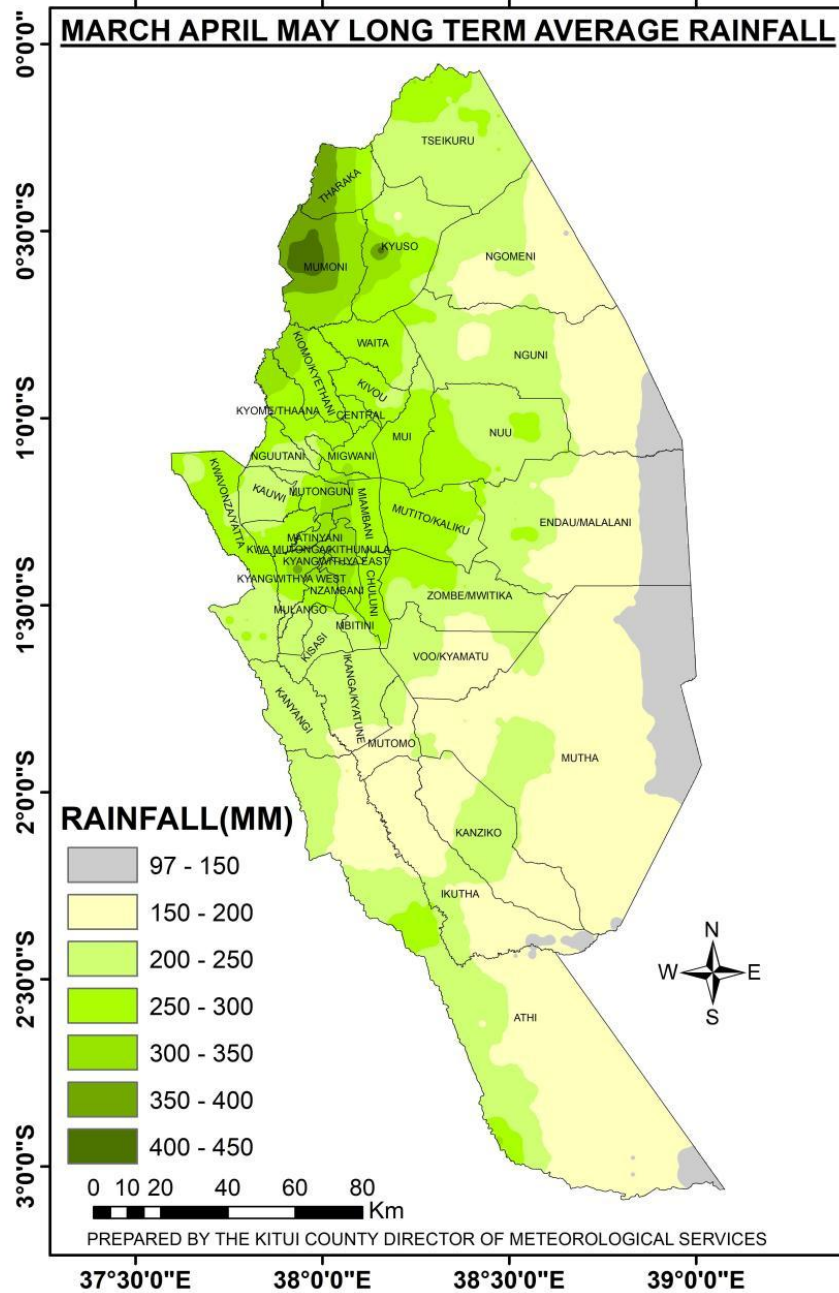 MARCH APRIL MAY LONG TERM AVERAGE RAINFALL
0°0'0"
0°30'0"S
1°0'0"S
1°30'0"S
2°0'0"S
2°30'0"S
3°0'0"S
TSEIKURU
THARAKA
KYUSO
MUMONI
NGOMENI
WAITA
NGUNI
KIOMO/KYETHANI
KIVOU
KYOME/THAANA
CENTRAL
NUU
MUI
NGUUTANI
MIGWANI
KWAVONZA/YATTA
KAUWI
MUTONGUNI
MIAMBANI
MUTITO/KALIKU
ENDAU/MALALANI
MATINYANI
KWA MUTONGA/KITHUMULA
KYANGWITHYA EAST
KYANGWITHYA WEST
NZAMBANI
CHULUNI
ZOMBE/MWITIKA
MULANGO
MBITINI
KISASI
VOO/KYAMATU
IKANGA/KYATUNE
KANYANGI
MUTOMO
MUTHA
KANZIKO
IKUTHA
ATHI
RAINFALL(MM)
97 - 150
150 - 200
200 - 250
250 - 300
300 - 350
350 - 400
400 - 450
N
W E
S
0 10 20 40 60 80
Km
PREPARED BY THE KITUI COUNTY DIRECTOR OF METEOROLOGICAL SERVICES
37°30'0"E 38°0'0"E 38°30'0"E 39°0'0"E